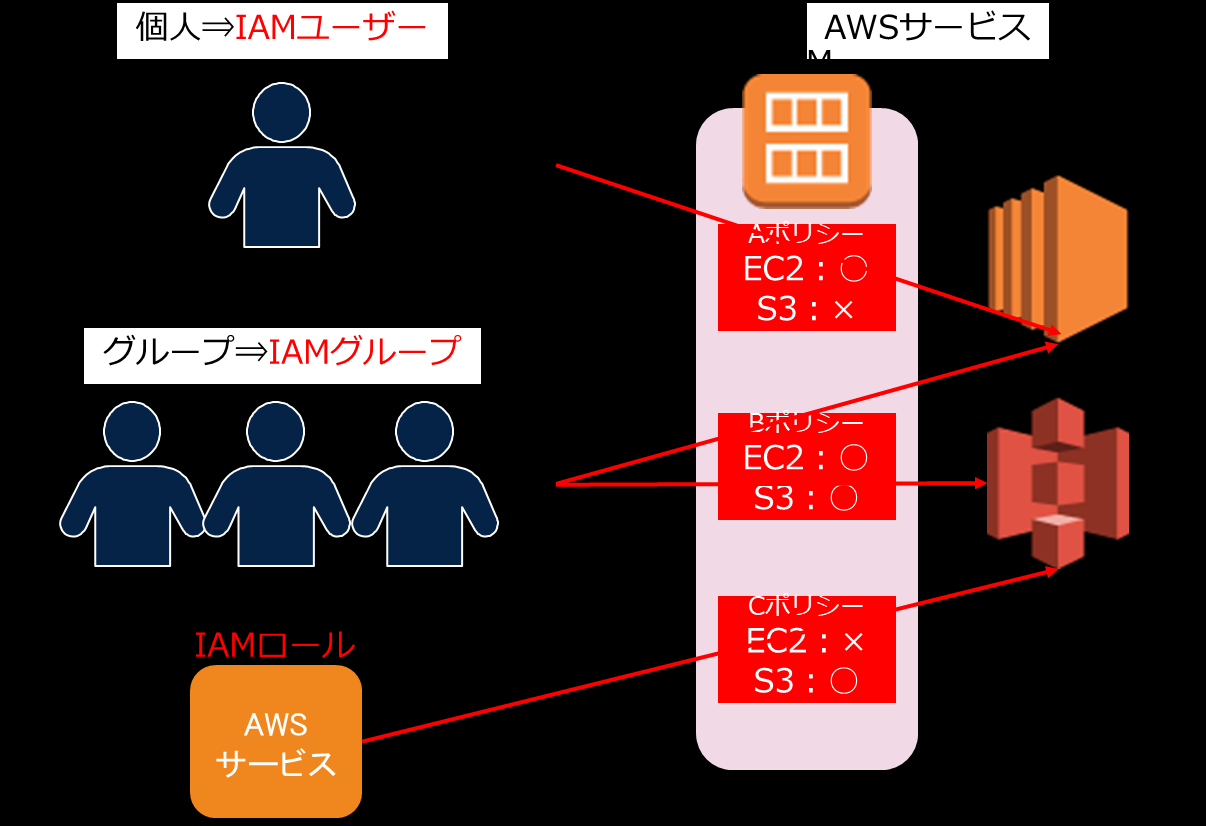 個人⇒IAMユーザー
AWSサービス
M
Aポリシー
EC2：〇
S3：×
グループ⇒IAMグループ
Bポリシー
EC2：〇
S3：〇
Cポリシー
EC2：×
S3：〇
IAMロール
AWS
サービス